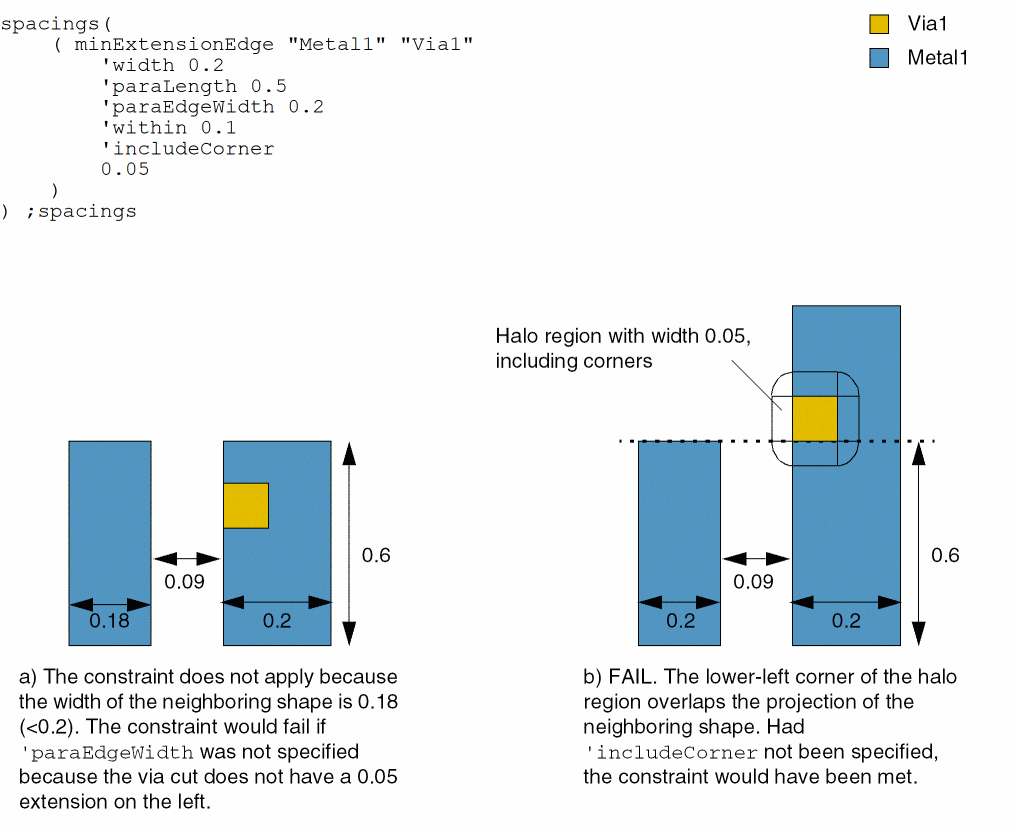 spacings(
( minExtensionEdge "Metal1" "Via1"
'width 0.2
'paraLength 0.5
'paraEdgeWidth 0.2
'within 0.1
'includeCorner
0.05
)
) ;spacings
Via1
Metal1
Halo region with width 0.05,
including corners
0.09
0.18
0.2
0.6
0.09
0.2
0.2
0.6
a) The constraint does not apply because
the width of the neighboring shape is 0.18
(<0.2). The constraint would fail if
'paraEdgeWidth was not specified
because the via cut does not have a 0.05
extension on the left.
b) FAIL. The lower-left corner of the halo
region overlaps the projection of the
neighboring shape. Had
'includeCorner not been specified,
the constraint would have been met.